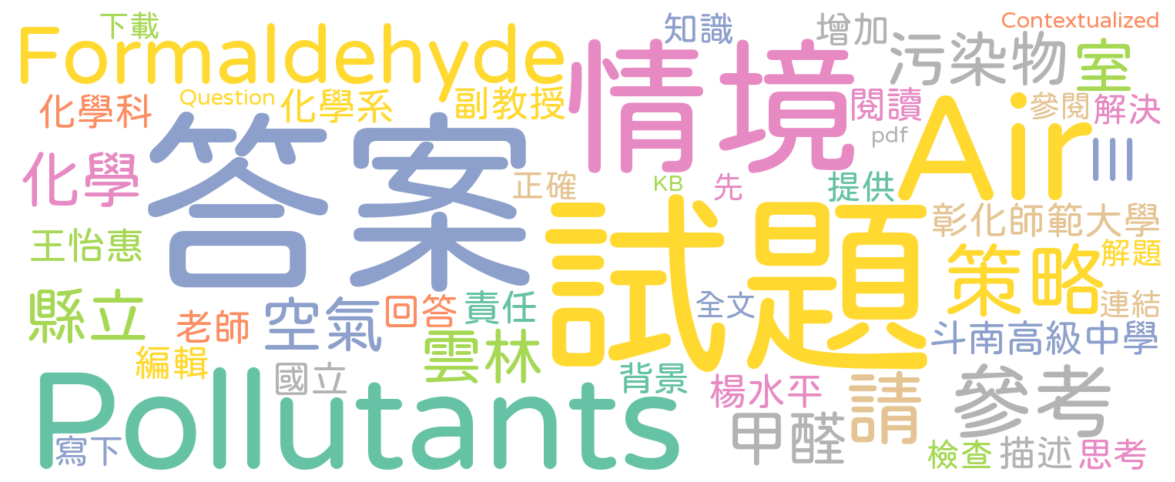 下載
Formaldehyde
知識
增加
Contextualized
污染物
室
化學科
Question
化學系
副教授
情境
閱讀
參閱
解決
pdf
Air
III
化學
答案
正確
KB
先
提供
彰化師範大學
王怡惠
試題
策略
解題
縣立
老師
空氣
回答
責任
全文
連結
斗南高級中學
編輯
雲林
國立
背景
楊水平
請
參考
Pollutants
寫下
甲醛
檢查
描述
思考